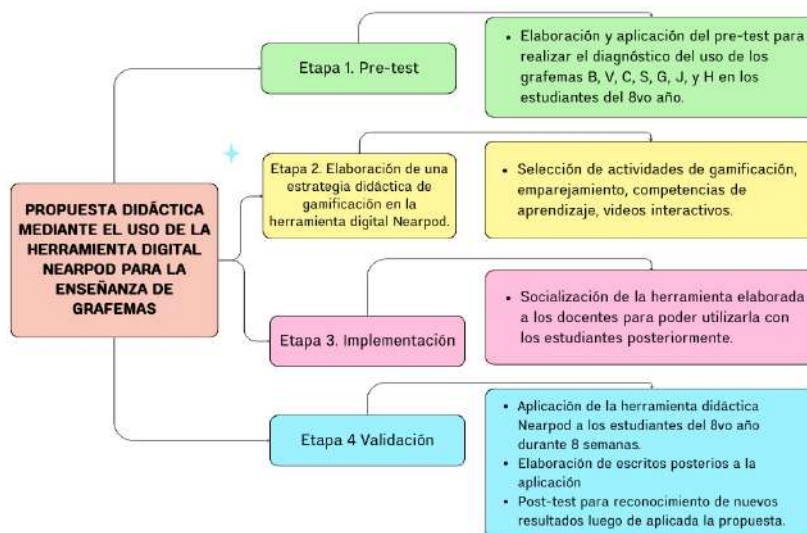 PROPUESTA DIDÁCTICA
MEDIANTE EL USO DE LA
HERRAMIENTA DIGITAL
NEARPOD PARA LA
ENSEÑANZA DE
GRAFEMAS
Etapa 1. Pre-test
• Elaboración y aplicación del pre-test para
realizar el diagnóstico del uso de los
grafemas B, V, C, S, G, J, y H en los
estudiantes del 8vo año.
Etapa 2. Elaboración de una
estrategia didáctica de
gamificación en la
herramienta digital Nearpod.
• Selección de actividades de gamificación,
emparejamiento, competencias de
aprendizaje, videos interactivos.
Etapa 3. Implementación
• Socialización de la herramienta elaborada
a los docentes para poder utilizarla con
los estudiantes posteriormente.
Etapa 4 Validación
• Aplicación de la herramienta didáctica
Nearpod a los estudiantes del 8vo año
durante 8 semanas.
• Elaboración de escritos posterios a la
aplicación
• Post-test para reconocimiento de nuevos
resultados luego de aplicada la propuesta.